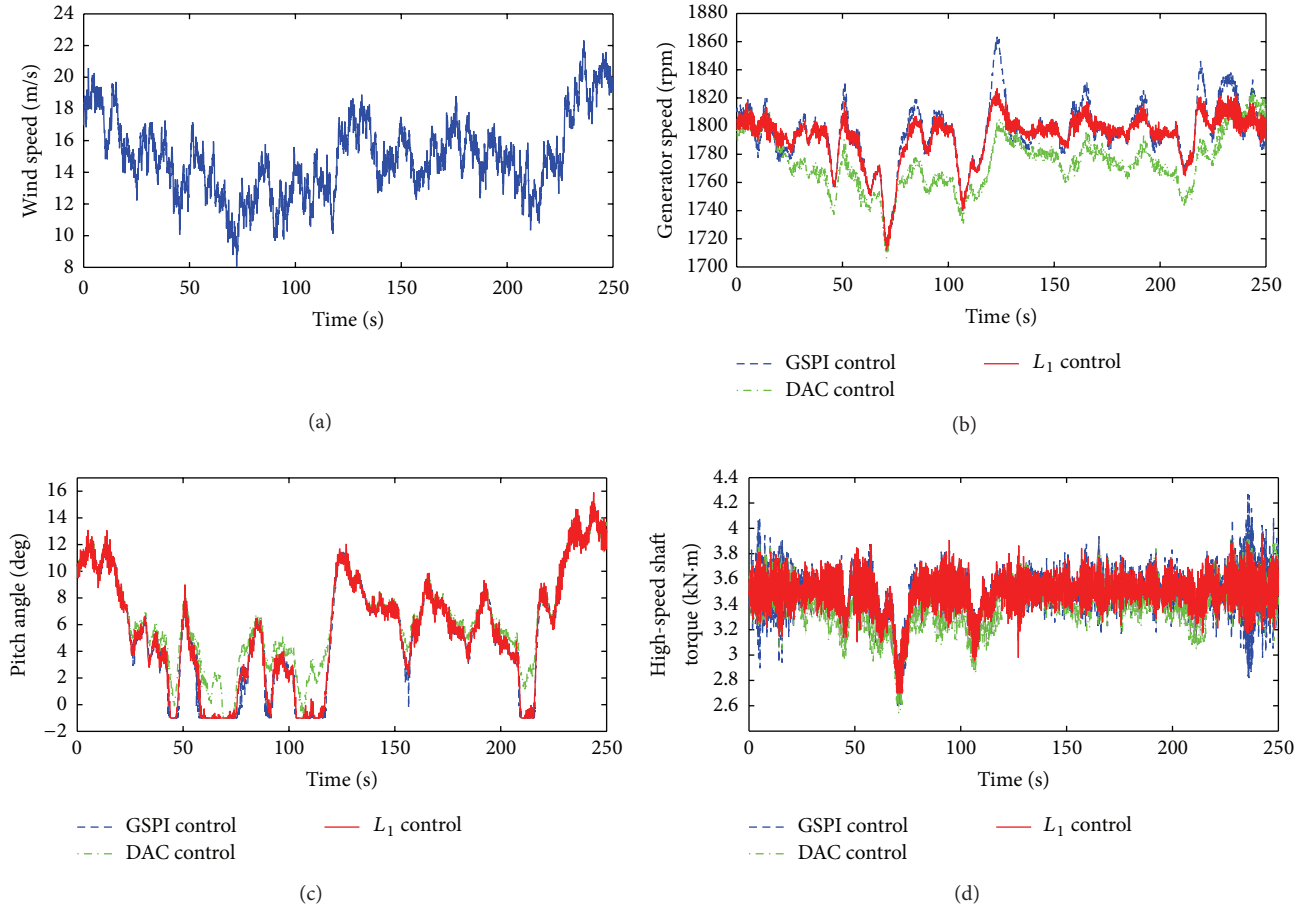 24
22
20
18
16
14
12
10
8
Wind speed (m/s)
0 50 100 150 200 250
Time (s)
(a)
1880
1860
1840
1820
1800
1780
1760
1740
1720
1700
Generator speed (rpm)
0 50 100 150 200 250
Time (s)
GSPI control
DAC control
L₁ control
(b)
16
14
12
10
8
6
4
2
0
−2
Pitch angle (deg)
0 50 100 150 200 250
Time (s)
GSPI control
DAC control
L₁ control
(c)
4.4
4.2
4
3.8
3.6
3.4
3.2
3
2.8
2.6
High-speed shaft
torque (kN·m)
0 50 100 150 200 250
Time (s)
GSPI control
DAC control
L₁ control
(d)